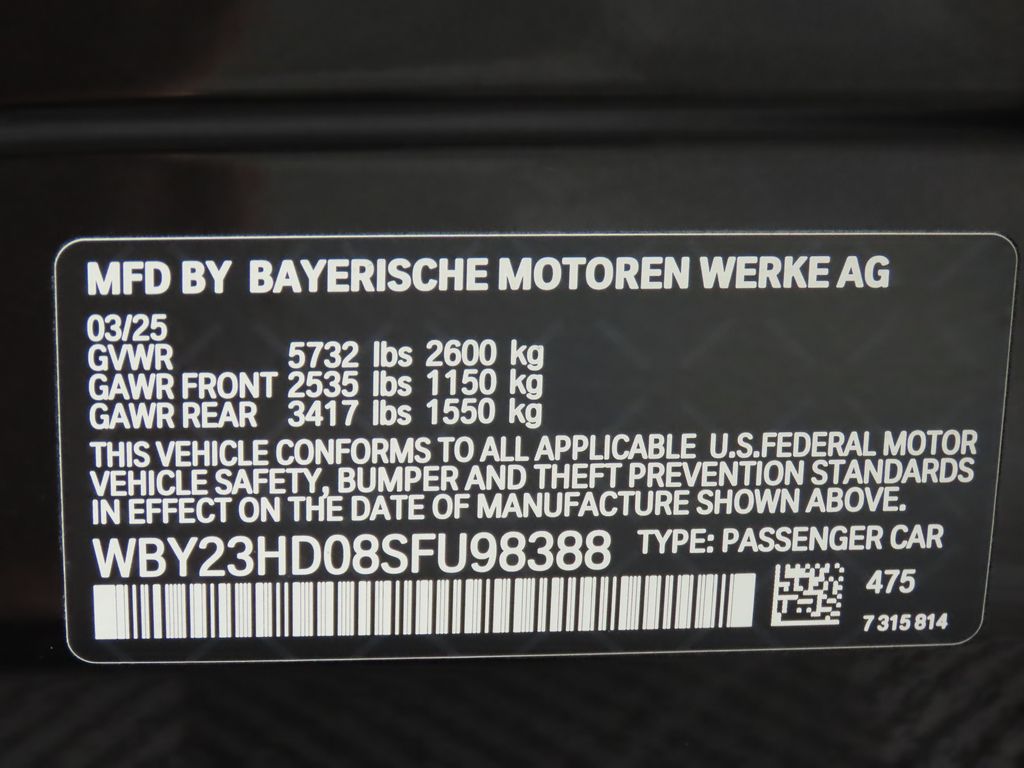 MFD BY BAYERISCHE MOTOREN WERKE AG
03/25
GVWR 5732 lbs 2600 kg
GAWR FRONT 2535 lbs 1150 kg
GAWR REAR 3417 lbs 1550 kg
THIS VEHICLE CONFORMS TO ALL APPLICABLE U.S.FEDERAL MOTOR
VEHICLE SAFETY, BUMPER AND THEFT PREVENTION STANDARDS
IN EFFECT ON THE DATE OF MANUFACTURE SHOWN ABOVE.
WBY23HD08SFU98388 TYPE: PASSENGER CAR
475
7 315 814